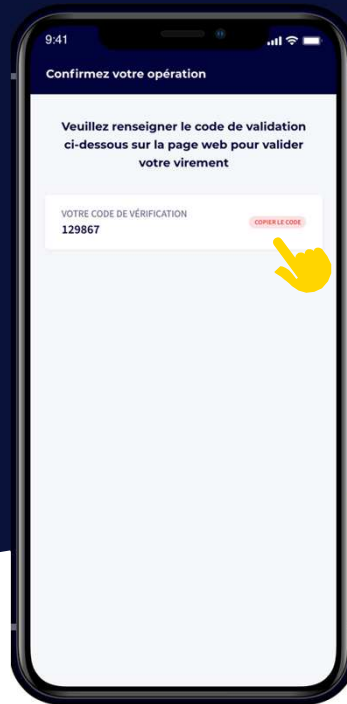 9:41
Confirmez votre opération
Veuillez renseigner le code de validation
ci-dessous sur la page web pour valider
votre virement
VOTRE CODE DE VÉRIFICATION
129867
COPIER LE CODE